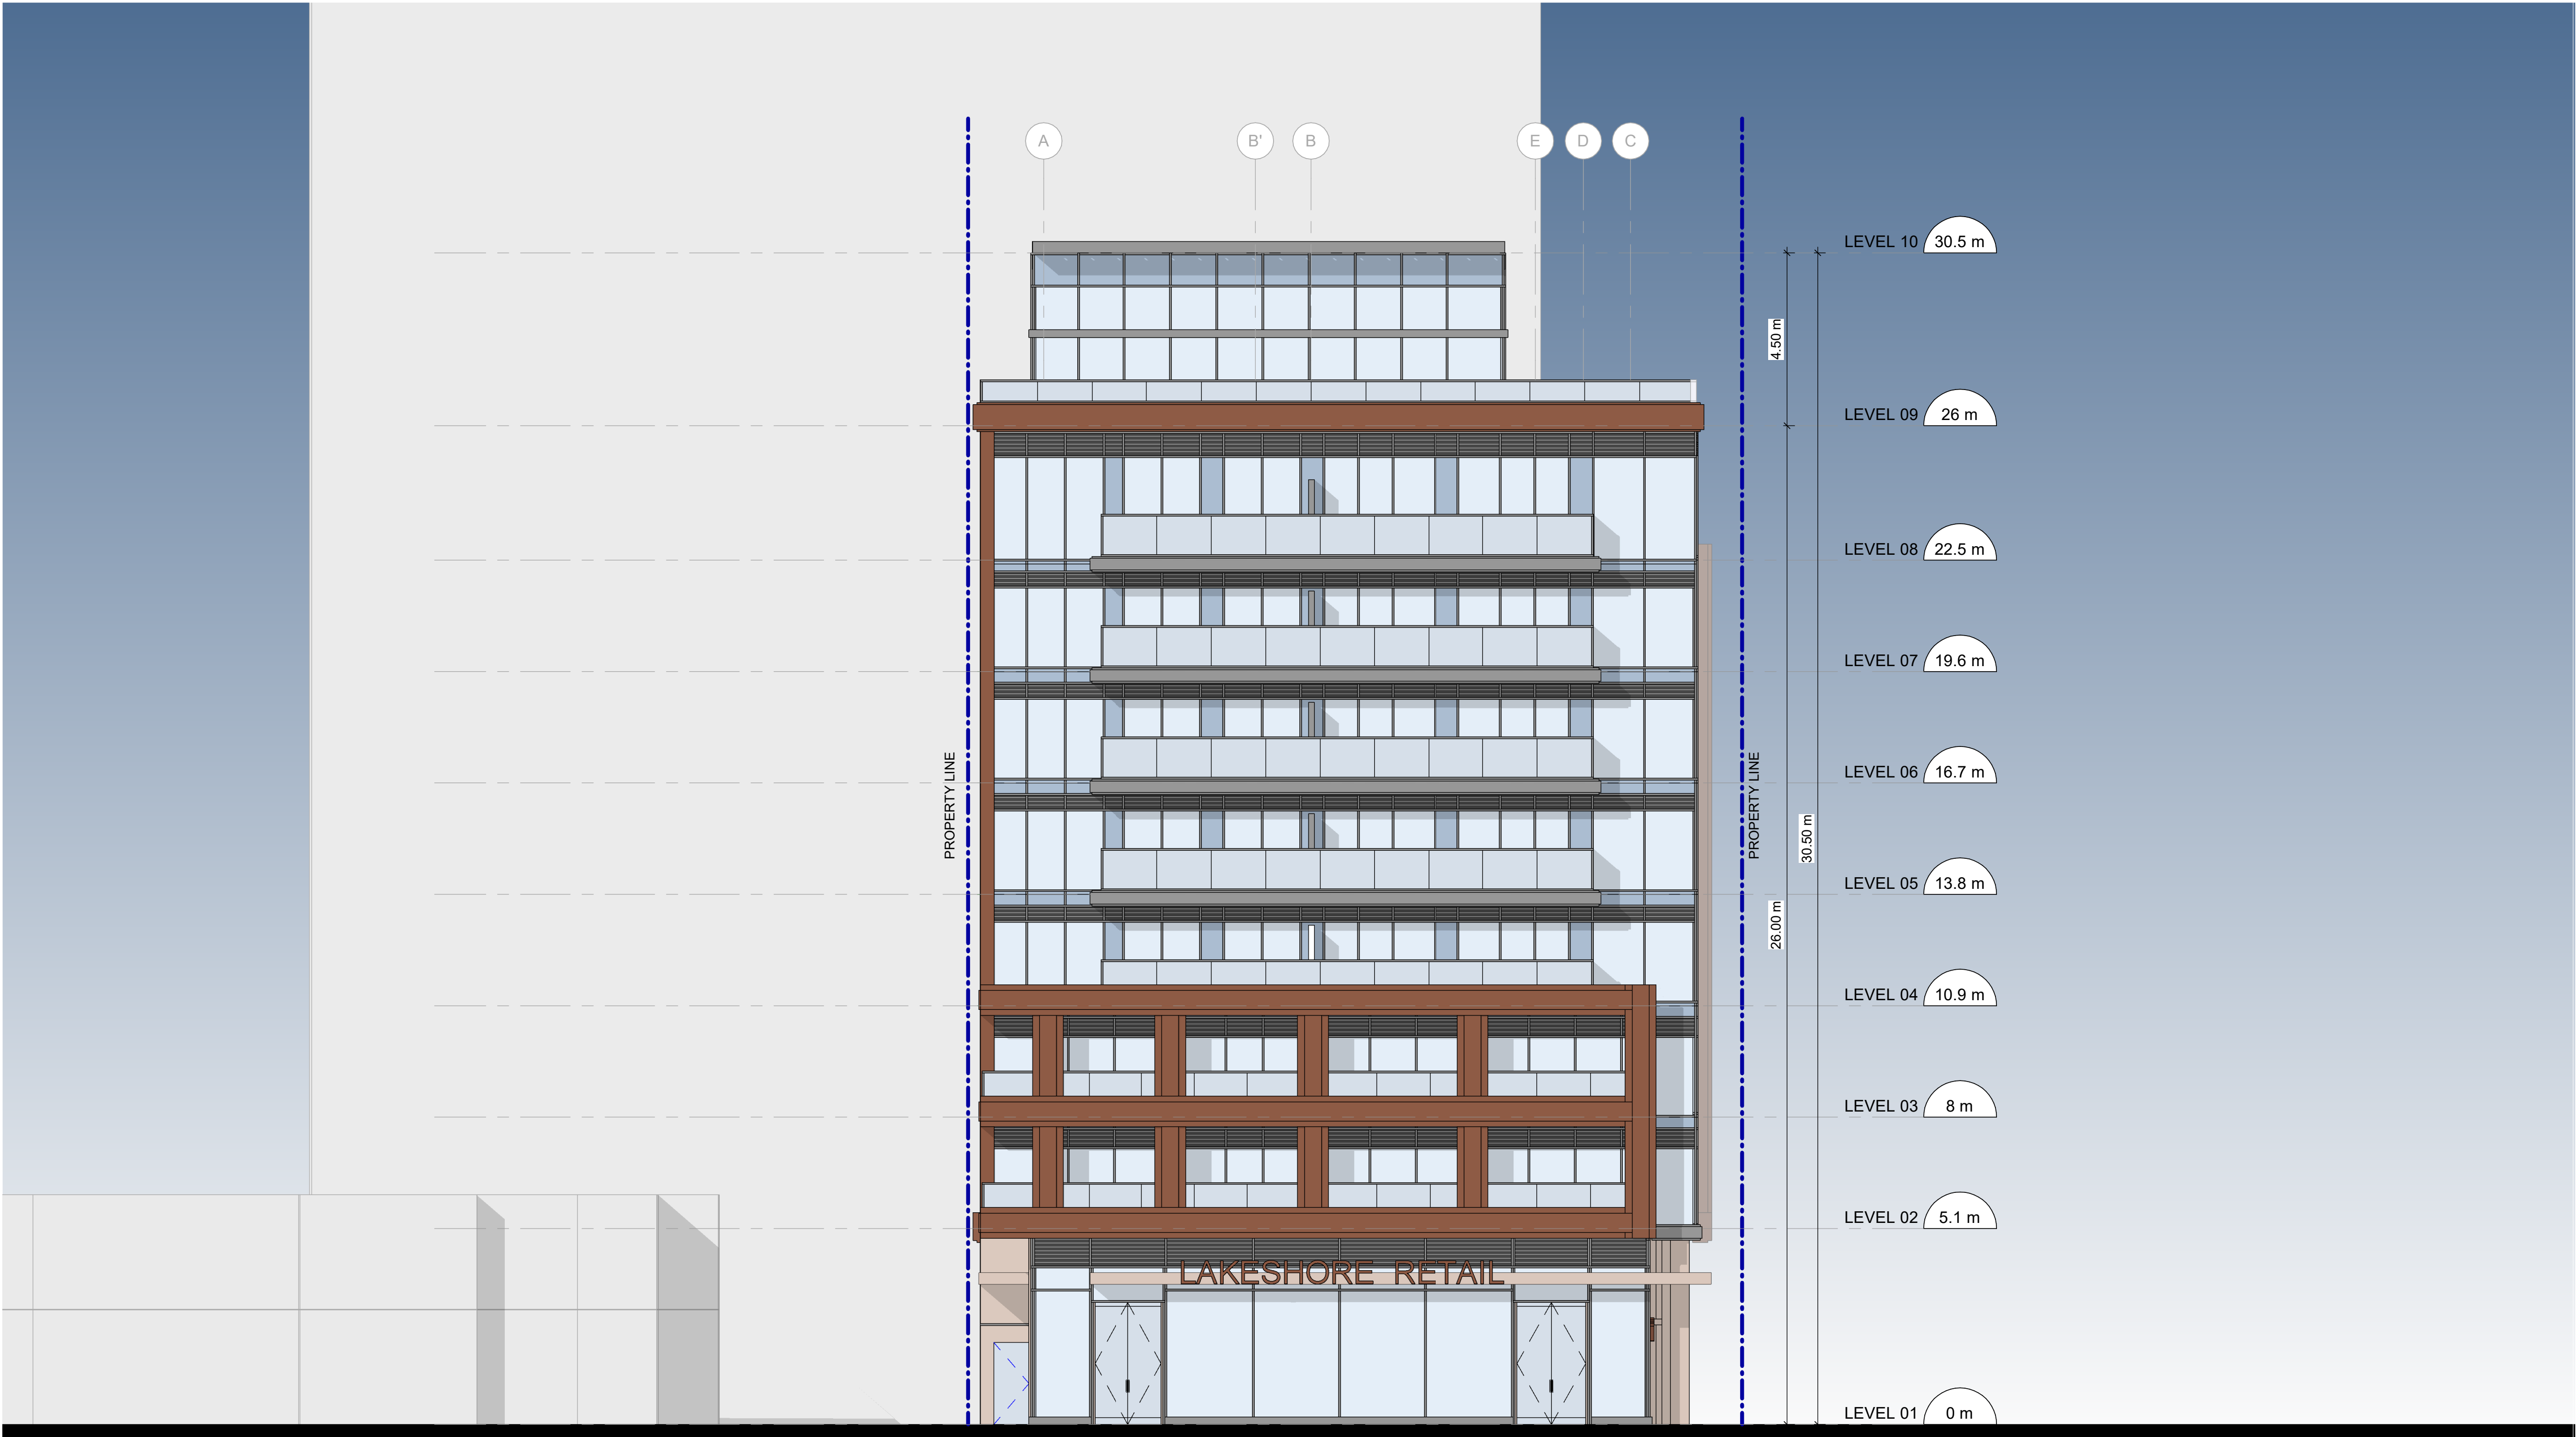 A B' B E D C
LEVEL 10 30.5 m
4.50 m
LEVEL 09 26 m
LEVEL 08 22.5 m
LEVEL 07 19.6 m
LEVEL 06 16.7 m
PROPERTY LINE
PROPERTY LINE
30.50 m
LEVEL 05 13.8 m
26.00 m
LEVEL 04 10.9 m
LEVEL 03 8 m
LEVEL 02 5.1 m
LAKESHORE RETAIL
LEVEL 01 0 m